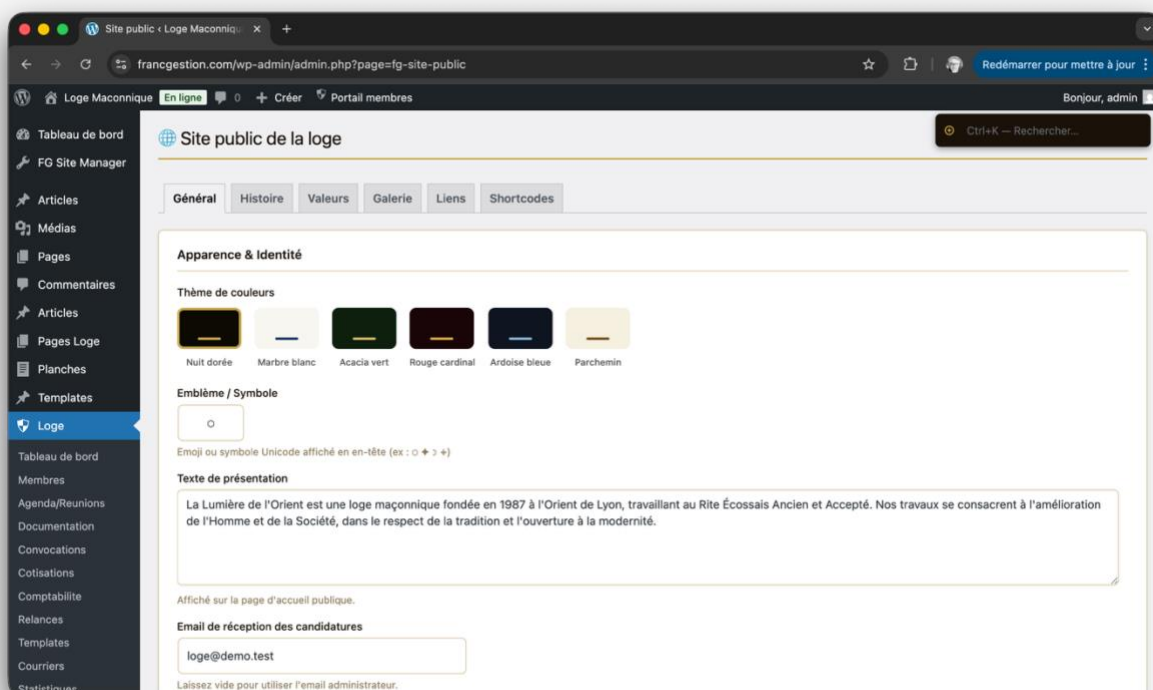 Site public ‹ Loge Maconniqu
francgestion.com/wp-admin/admin.php?page=fg-site-public
Redémarrer pour mettre à jour
Loge Maconnique En ligne 0 + Créer Portail membres
Bonjour, admin
Tableau de bord
FG Site Manager
Articles
Médias
Pages
Commentaires
Articles
Pages Loge
Planches
Templates
Loge
Tableau de bord
Membres
Agenda/Reunions
Documentation
Convocations
Cotisations
Comptabilite
Relances
Templates
Courriers
Statistiques
Site public de la loge
Ctrl+K — Rechercher...
Général Histoire Valeurs Galerie Liens Shortcodes
Apparence & Identité
Thème de couleurs
Nuit dorée Marbre blanc Acacia vert Rouge cardinal Ardoise bleue Parchemin
Emblème / Symbole
Emoji ou symbole Unicode affiché en en-tête (ex : ○ ✦ ☽ ⌖)
Texte de présentation
La Lumière de l'Orient est une loge maçonnique fondée en 1987 à l'Orient de Lyon, travaillant au Rite Écossais Ancien et Accepté. Nos travaux se consacrent à l'amélioration
de l'Homme et de la Société, dans le respect de la tradition et l'ouverture à la modernité.
Affiché sur la page d'accueil publique.
Email de réception des candidatures
loge@demo.test
Laissez vide pour utiliser l'email administrateur.